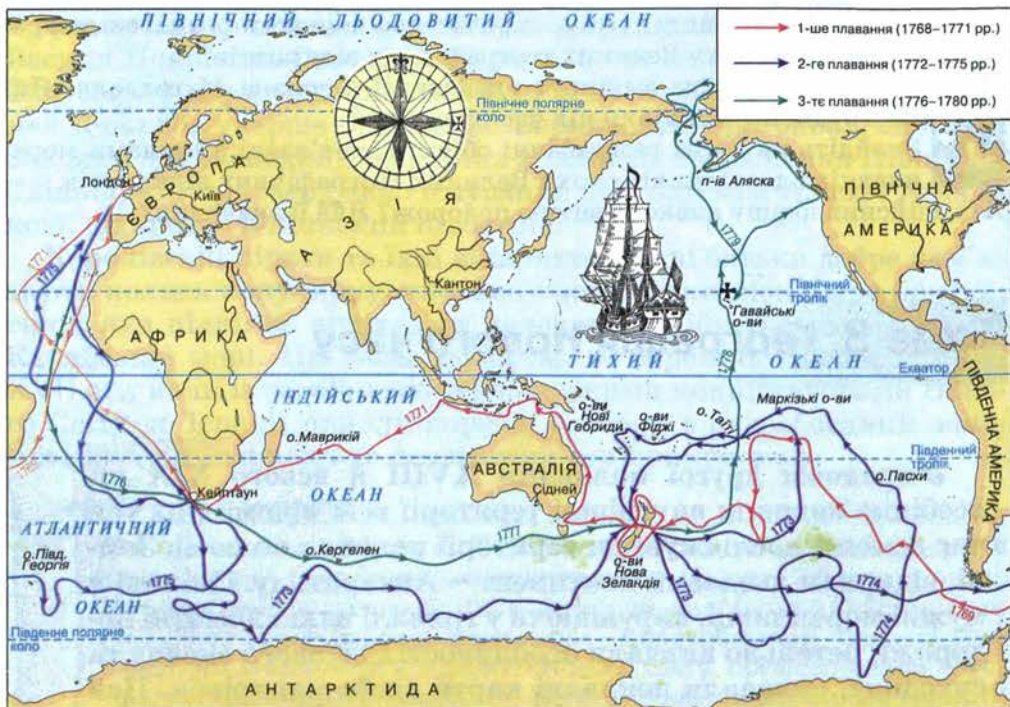 ПІВНІЧНИЙ ЛЬОДОВИТИЙ ОКЕАН
1-ше плавання (1768–1771 рр.)
2-ге плавання (1772–1775 рр.)
3-тє плавання (1776–1780 рр.)
Північне полярне
коло
Лондон
ЄВРОПА
Київ
АЗІЯ
п-ів Аляска
ПІВНІЧНА
АМЕРИКА
1779
1771
1775
Кантон
Північний
тропік
Гавайські
о-ви
АФРИКА
ТИХИЙ ОКЕАН
1778
Екватор
ІНДІЙСЬКИЙ
ОКЕАН
1771
о-ви
Нові
Гебриди
о-ви
Фіджі
о. Таїті
Маркізькі о-ви
ПІВДЕННА АМЕРИКА
о.Маврикій
АВСТРАЛІЯ
Сідней
Південний
тропік
о.Пасхи
1776
Кейптаун
АТЛАНТИЧНИЙ
ОКЕАН
о.Півд.
Георгія
о.Кергелен
о-ви
Нова
Зеландія
1773
1775
1773
1773
1774
1774
1769
Південне полярне
коло
АНТАРКТИДА